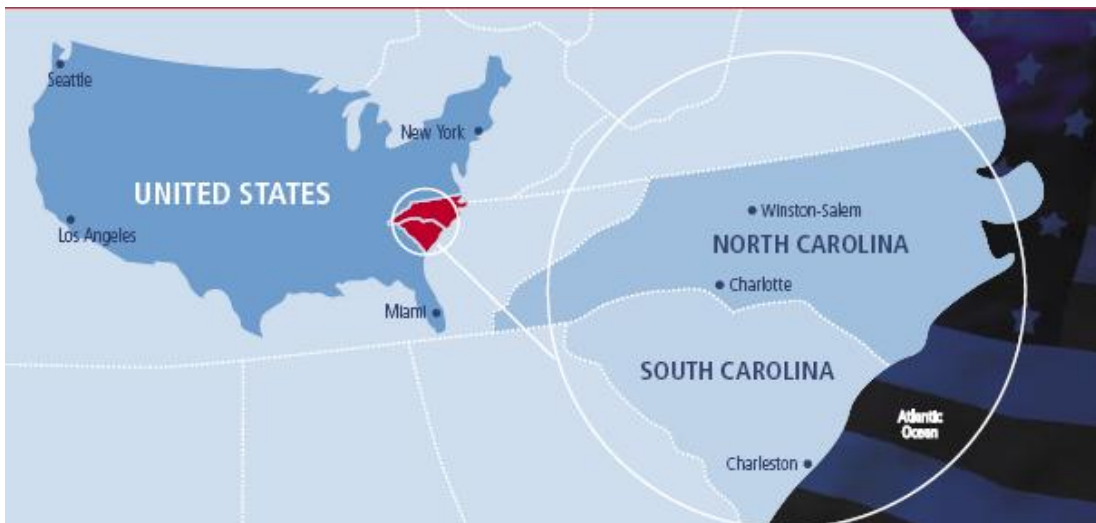 Seattle
New York
UNITED STATES
Los Angeles
Miami
Winston-Salem
NORTH CAROLINA
Charlotte
SOUTH CAROLINA
Atlantic
Ocean
Charleston